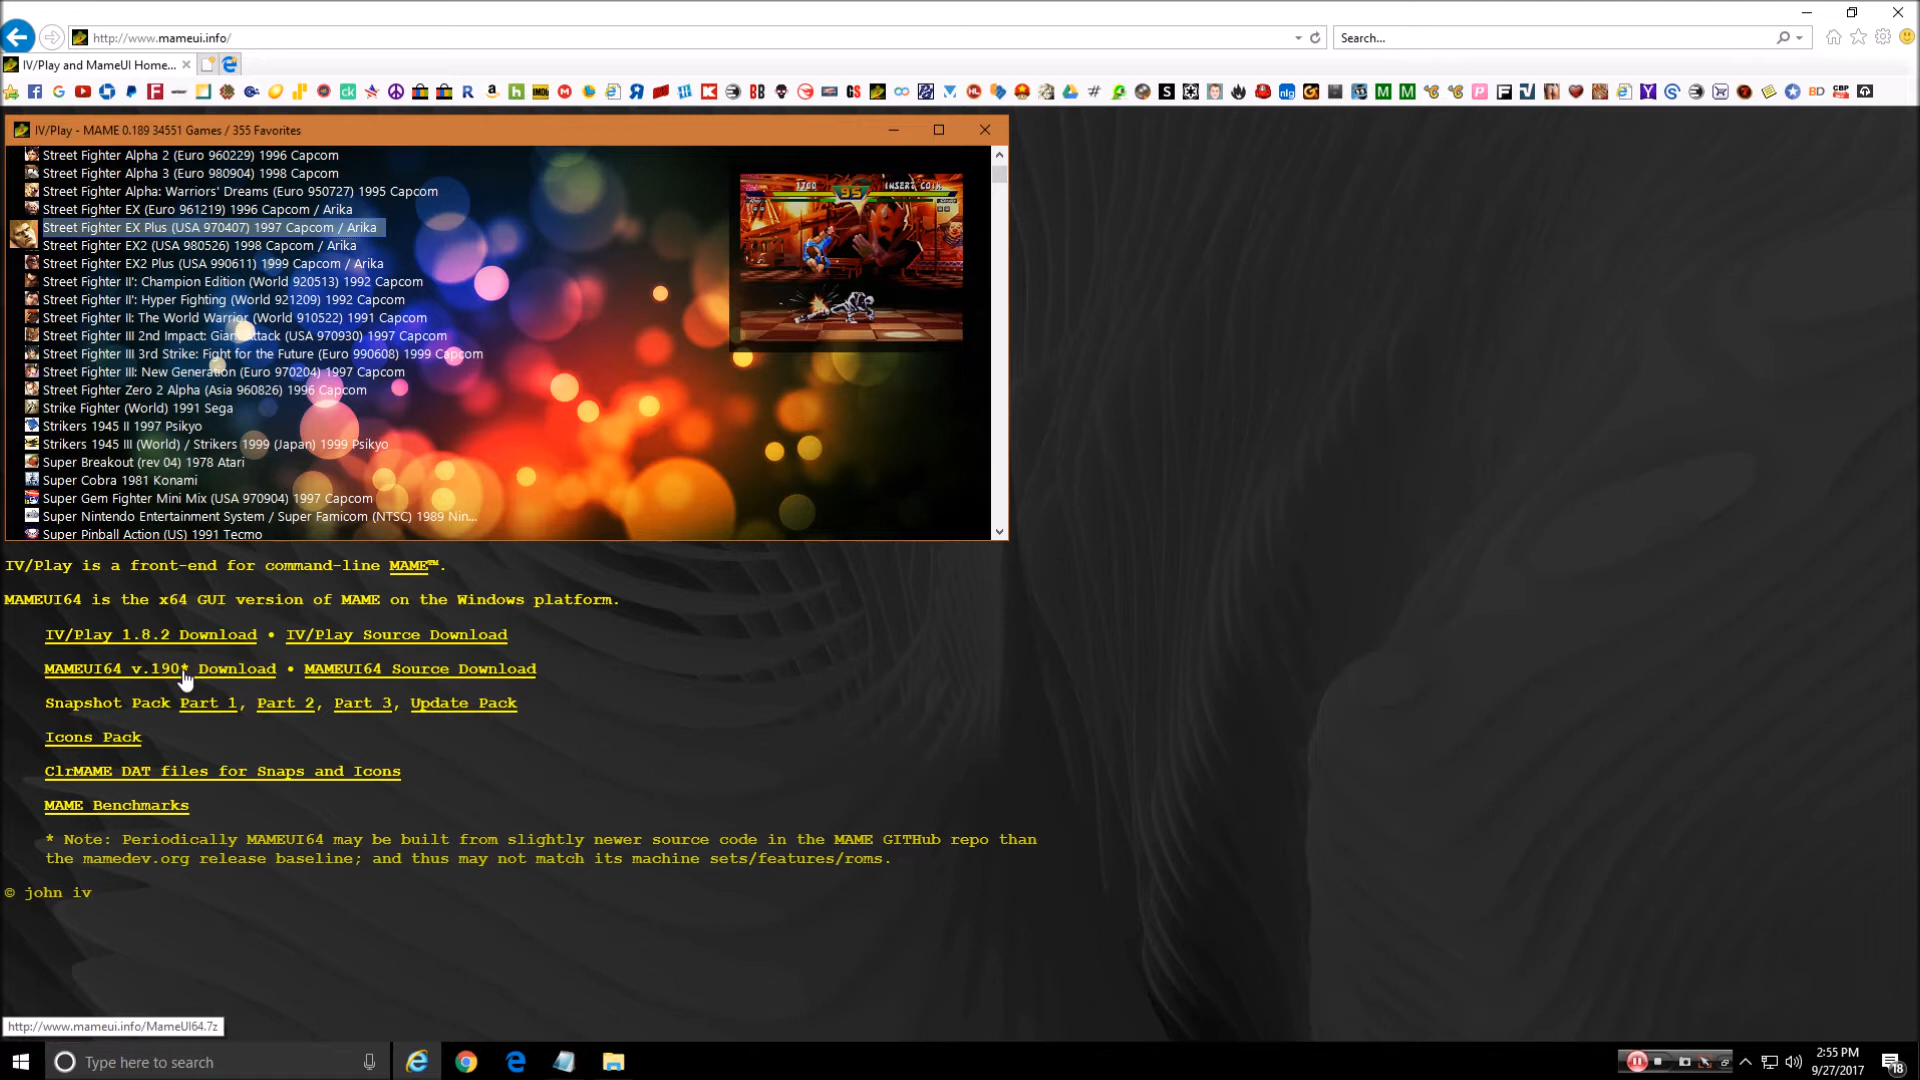 http://www.mameui.info/
Search...
IV/Play and MameUI Home...
IV/Play - MAME 0.189 34551 Games / 355 Favorites
Street Fighter Alpha 2 (Euro 960229) 1996 Capcom
Street Fighter Alpha 3 (Euro 980904) 1998 Capcom
Street Fighter Alpha: Warriors' Dreams (Euro 950727) 1995 Capcom
Street Fighter EX (Euro 961219) 1996 Capcom / Arika
Street Fighter EX Plus (USA 970407) 1997 Capcom / Arika
Street Fighter EX2 (USA 980526) 1998 Capcom / Arika
Street Fighter EX2 Plus (USA 990611) 1999 Capcom / Arika
Street Fighter II': Champion Edition (World 920513) 1992 Capcom
Street Fighter II': Hyper Fighting (World 921209) 1992 Capcom
Street Fighter II: The World Warrior (World 910522) 1991 Capcom
Street Fighter III 2nd Impact: Giant Attack (USA 970930) 1997 Capcom
Street Fighter III 3rd Strike: Fight for the Future (Euro 990608) 1999 Capcom
Street Fighter III: New Generation (Euro 970204) 1997 Capcom
Street Fighter Zero 2 Alpha (Asia 960826) 1996 Capcom
Strike Fighter (World) 1991 Sega
Strikers 1945 II 1997 Psikyo
Strikers 1945 III (World) / Strikers 1999 (Japan) 1999 Psikyo
Super Breakout (rev 04) 1978 Atari
Super Cobra 1981 Konami
Super Gem Fighter Mini Mix (USA 970904) 1997 Capcom
Super Nintendo Entertainment System / Super Famicom (NTSC) 1989 Nin...
Super Pinball Action (US) 1991 Tecmo
95
INSERT COIN
IV/Play is a front-end for command-line MAME™.
MAMEUI64 is the x64 GUI version of MAME on the Windows platform.
IV/Play 1.8.2 Download • IV/Play Source Download
MAMEUI64 v.190* Download • MAMEUI64 Source Download
Snapshot Pack Part 1, Part 2, Part 3, Update Pack
Icons Pack
ClrMAME DAT files for Snaps and Icons
MAME Benchmarks
* Note: Periodically MAMEUI64 may be built from slightly newer source code in the MAME GITHub repo than
the mamedev.org release baseline; and thus may not match its machine sets/features/roms.
© john iv
http://www.mameui.info/MameUI64.7z
Type here to search
2:55 PM
9/27/2017
18